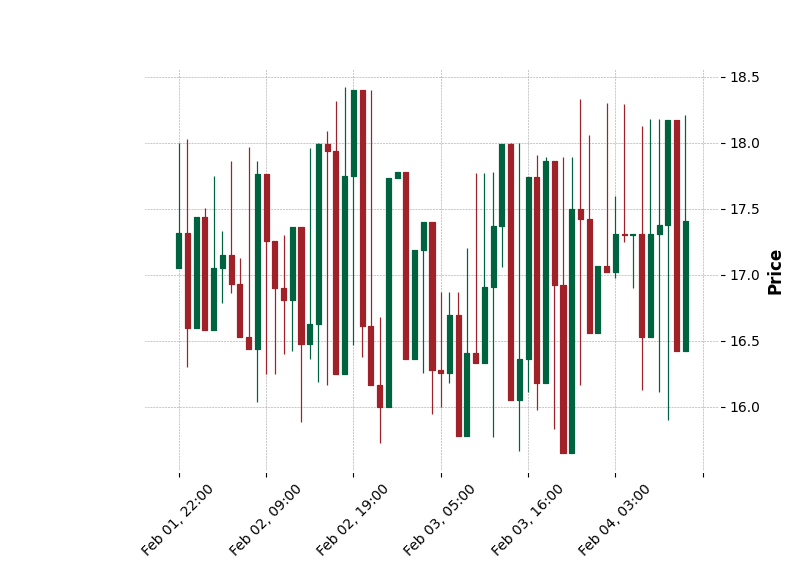 18.5
18.0
17.5
17.0
16.5
16.0
Price
Feb 01, 22:00
Feb 02, 09:00
Feb 02, 19:00
Feb 03, 05:00
Feb 03, 16:00
Feb 04, 03:00